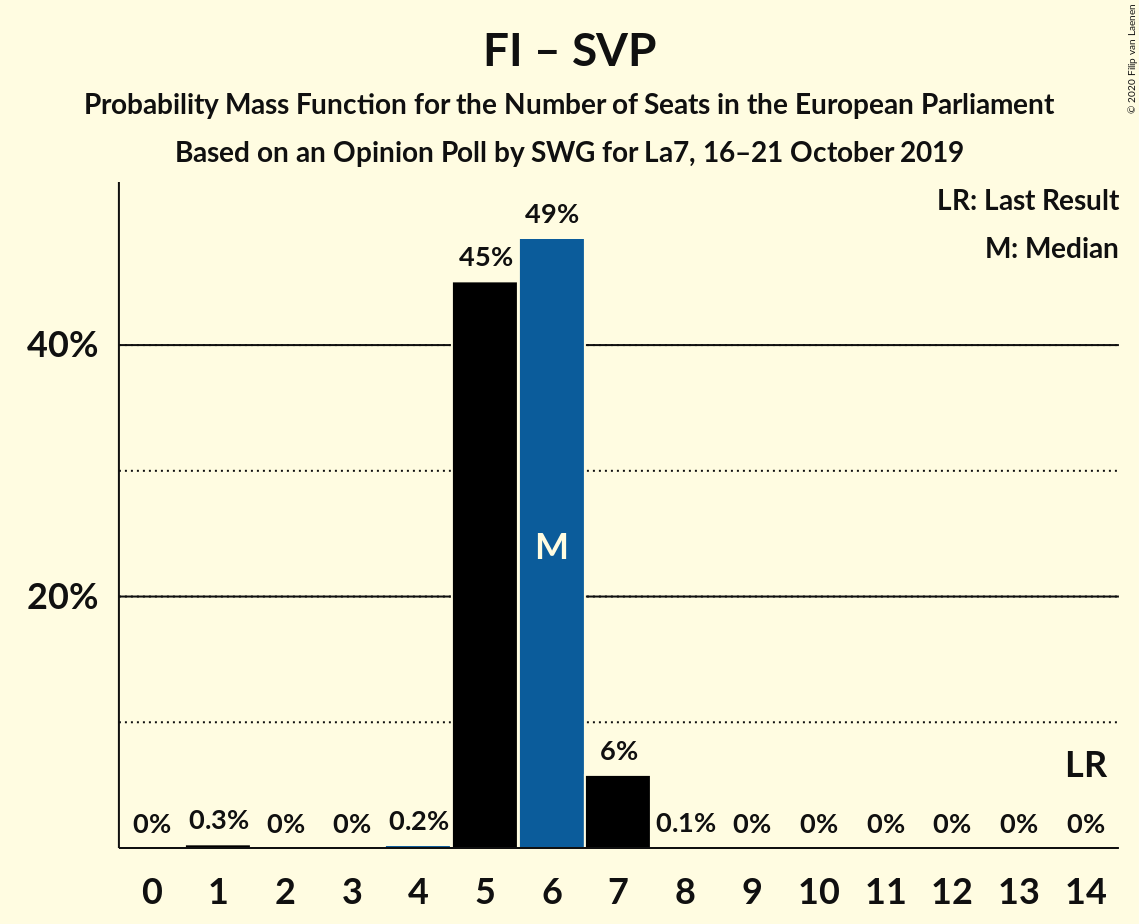 FI – SVP
Probability Mass Function for the Number of Seats in the European Parliament
Based on an Opinion Poll by SWG for La7, 16–21 October 2019
© 2020 Filip van Laenen
LR: Last Result
M: Median
49%
45%
40%
M
20%
6%
LR
0% 0.3% 0% 0% 0.2% 0.1% 0% 0% 0% 0% 0% 0%
0 1 2 3 4 5 6 7 8 9 10 11 12 13 14